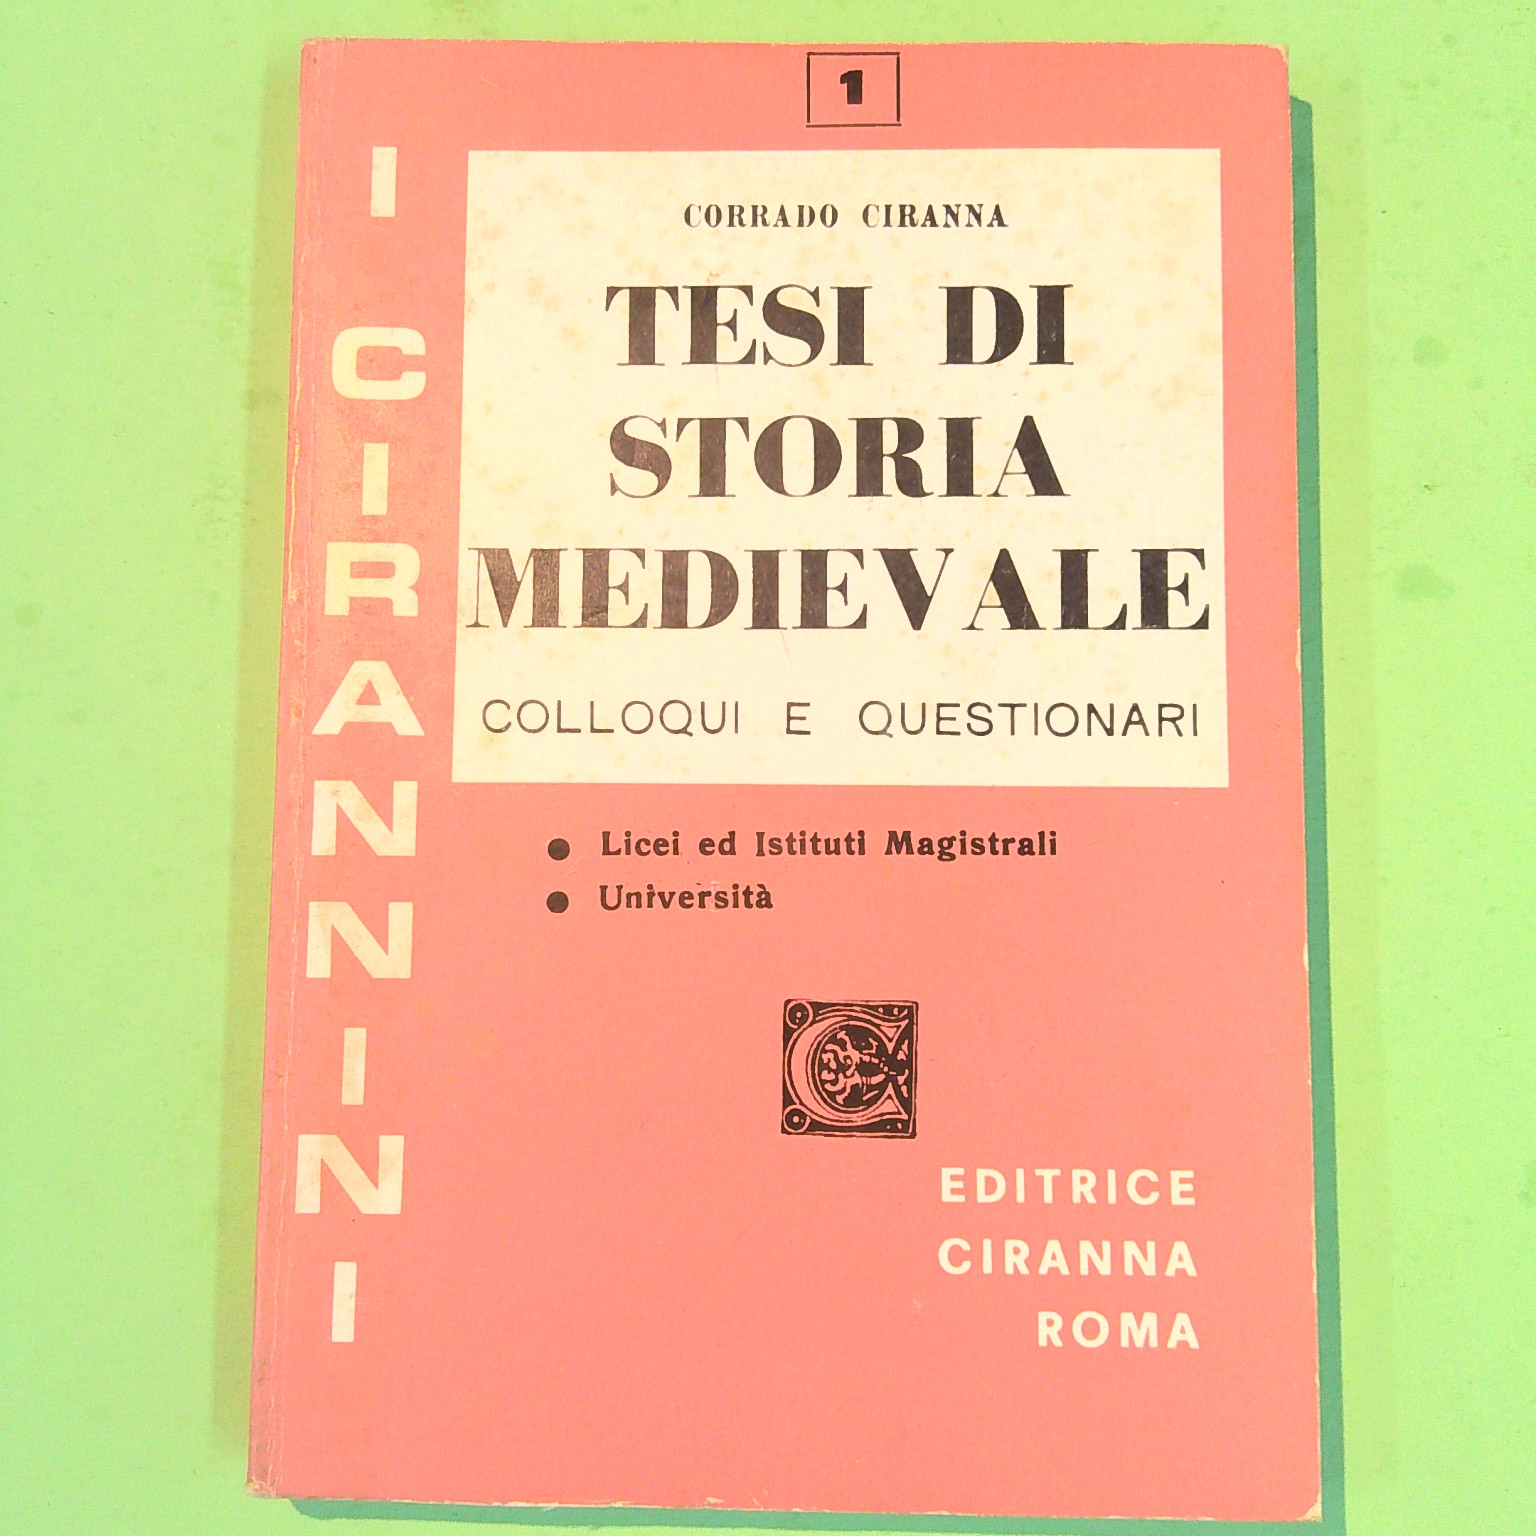 1
I CIRANNINI
CORRADO CIRANNA
TESI DI
STORIA
MEDIEVALE
COLLOQUI E QUESTIONARI
● Licei ed Istituti Magistrali
● Università
C
EDITRICE
CIRANNA
ROMA